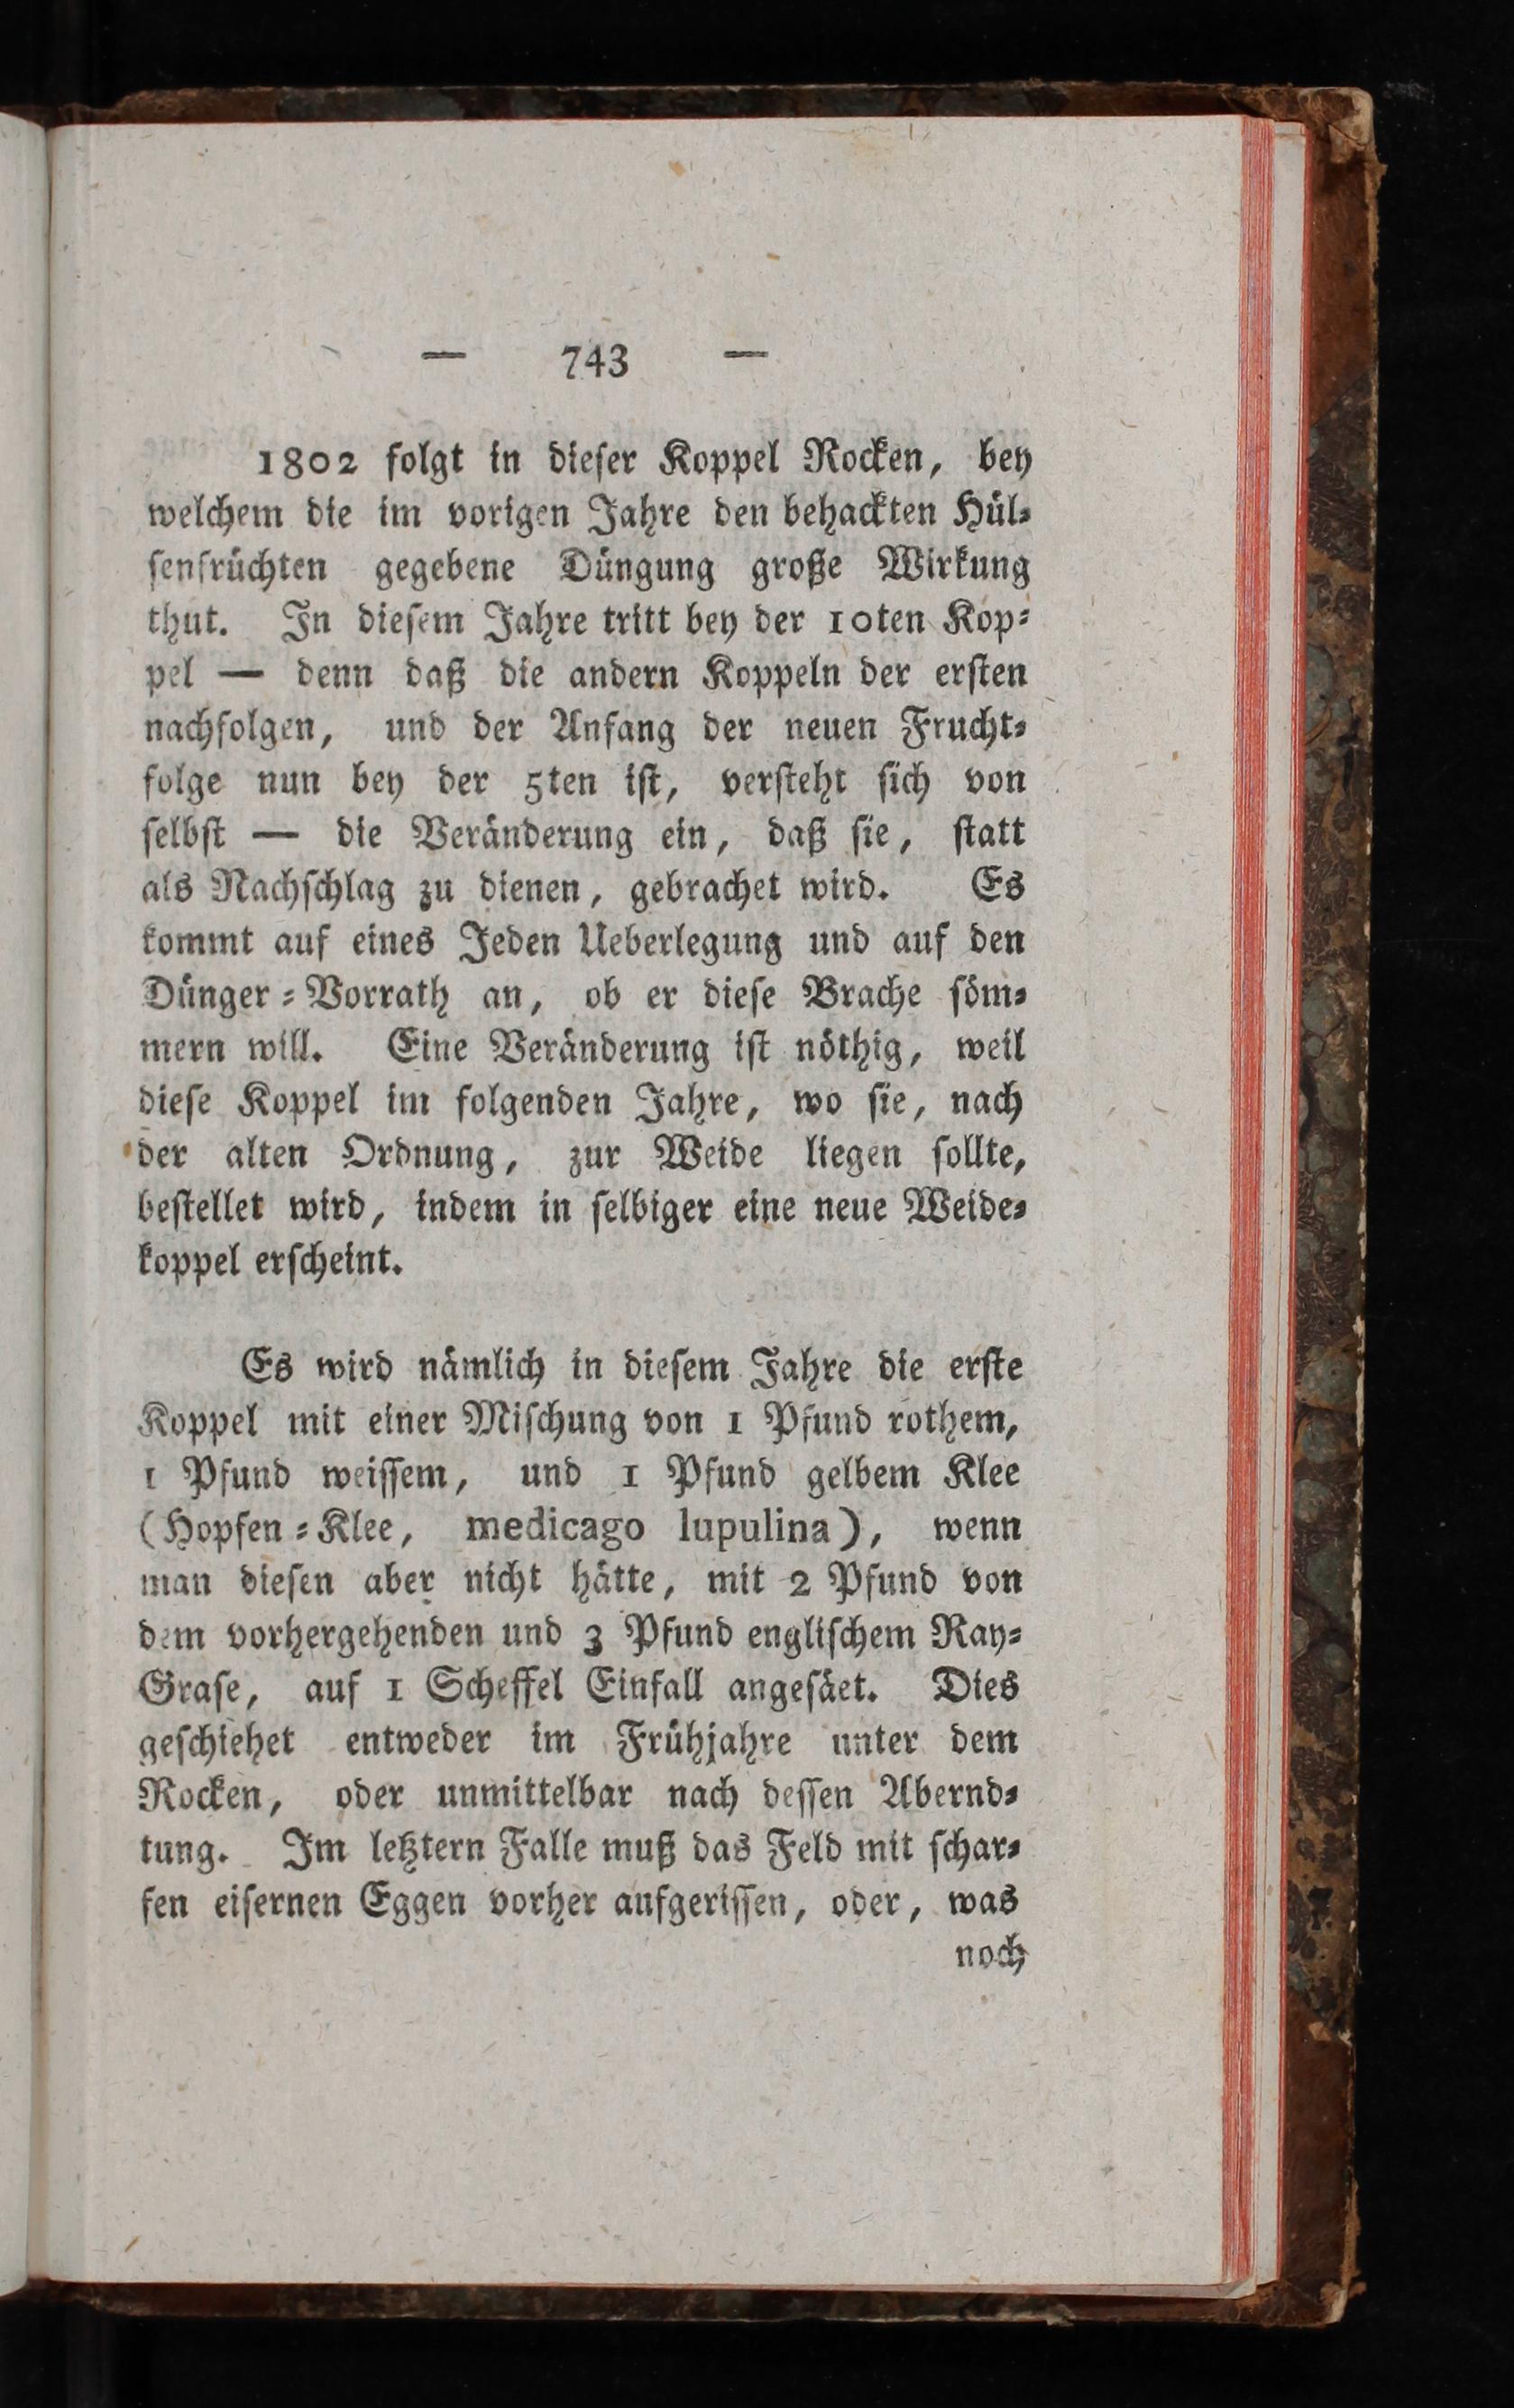 — 743 —
1802 folgt in dieser Koppel Rocken, bey
welchem die im vorigen Jahre den behackten Hül-
senfrüchten gegebene Düngung große Wirkung
thut. In diesem Jahre tritt bey der 10ten Kop-
pel — denn daß die andern Koppeln der ersten
nachfolgen, und der Anfang der neuen Frucht-
folge nun bey der 5ten ist, versteht sich von
selbst — die Veränderung ein, daß sie, statt
als Nachschlag zu dienen, gebrachet wird. Es
kommt auf eines Jeden Ueberlegung und auf den
Dünger-Vorrath an, ob er diese Brache söm-
mern will. Eine Veränderung ist nöthig, weil
diese Koppel im folgenden Jahre, wo sie, nach
der alten Ordnung, zur Weide liegen sollte,
bestellet wird, indem in selbiger eine neue Weide-
koppel erscheint.
Es wird nämlich in diesem Jahre die erste
Koppel mit einer Mischung von 1 Pfund rothem,
1 Pfund weissem, und 1 Pfund gelbem Klee
(Hopfen-Klee, medicago lupulina), wenn
man diesen aber nicht hätte, mit 2 Pfund von
dem vorhergehenden und 3 Pfund englischem Ray-
Grase, auf 1 Scheffel Einfall angesäet. Dies
geschiehet entweder im Frühjahre unter dem
Rocken, oder unmittelbar nach dessen Abernd-
tung. Im letztern Falle muß das Feld mit schar-
fen eisernen Eggen vorher aufgerissen, oder, was
noch